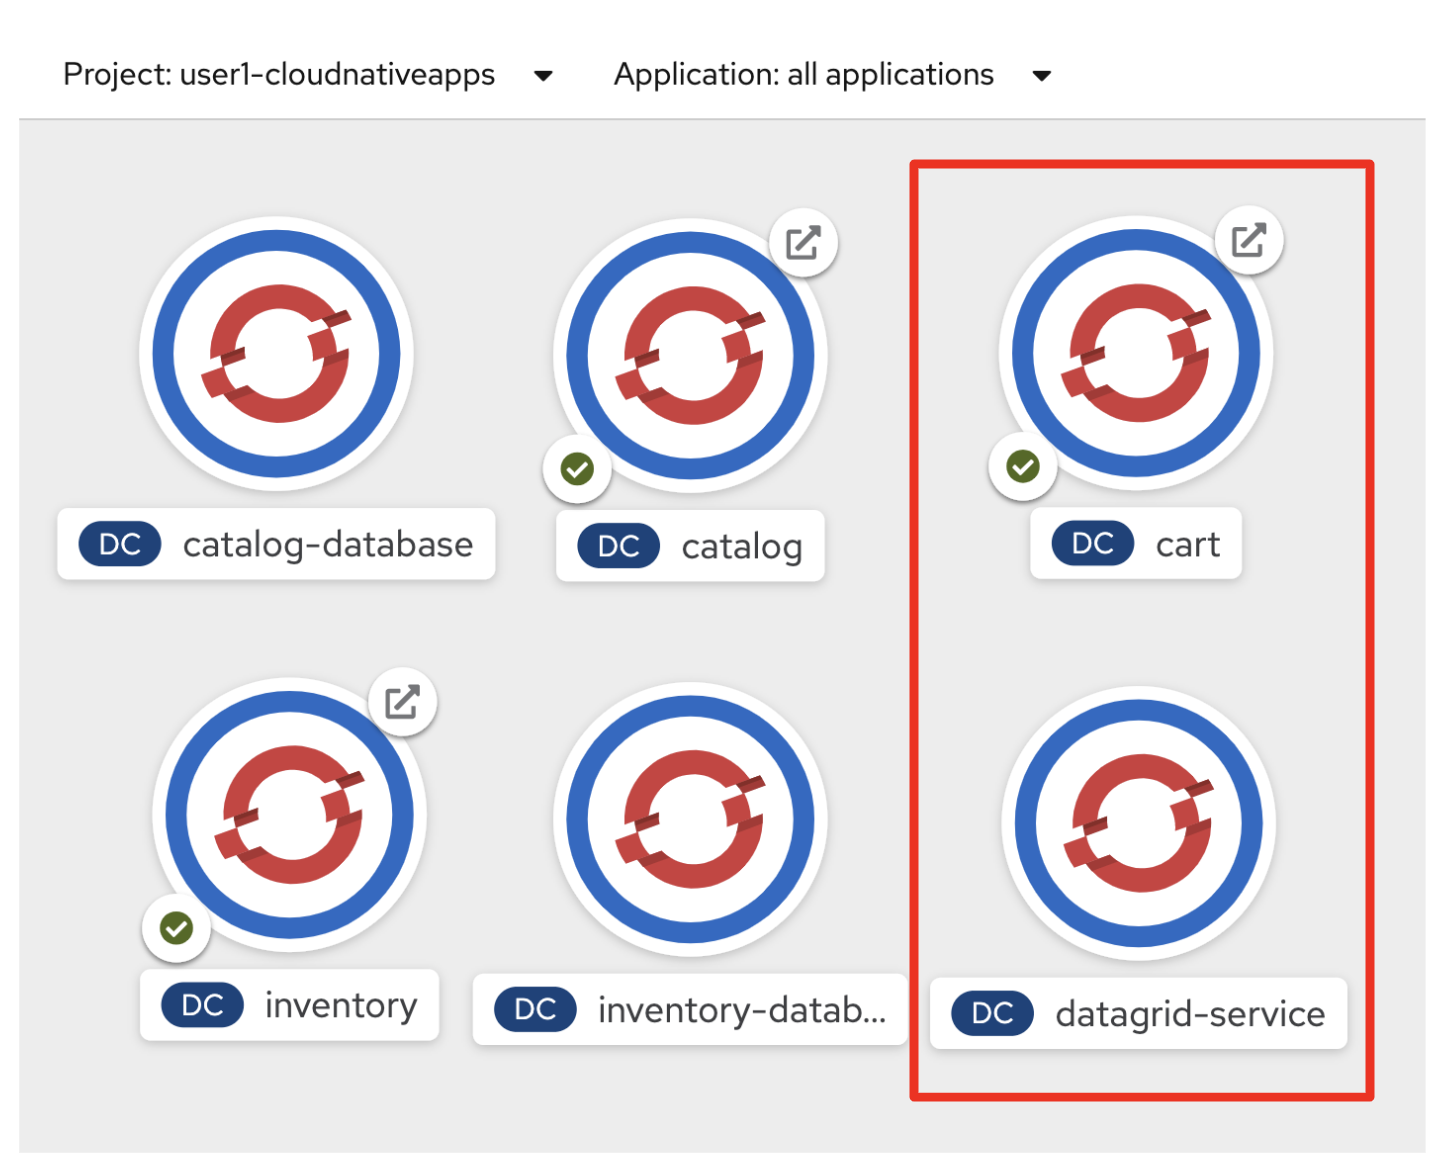 Project: user1-cloudnativeapps Application: all applications
DC catalog-database
DC catalog
DC cart
DC inventory
DC inventory-datab...
DC datagrid-service